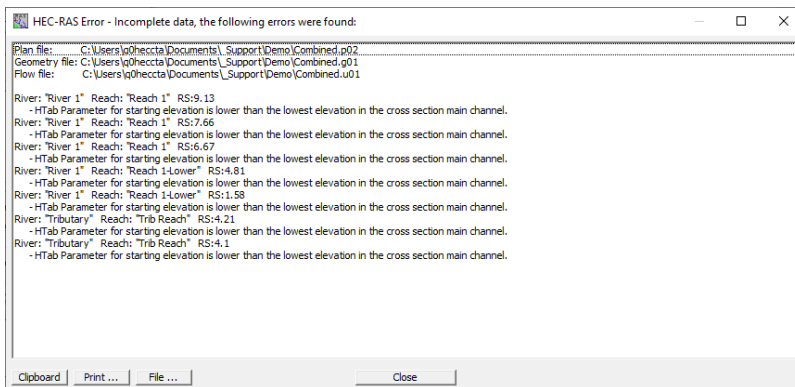 HEC-RAS Error - Incomplete data, the following errors were found:
Plan file: C:\Users\q0heccta\Documents\_Support\Demo\Combined.p02
Geometry file: C:\Users\q0heccta\Documents\_Support\Demo\Combined.g01
Flow file: C:\Users\q0heccta\Documents\_Support\Demo\Combined.u01
River: "River 1" Reach: "Reach 1" RS:9.13
- HTab Parameter for starting elevation is lower than the lowest elevation in the cross section main channel.
River: "River 1" Reach: "Reach 1" RS:7.66
- HTab Parameter for starting elevation is lower than the lowest elevation in the cross section main channel.
River: "River 1" Reach: "Reach 1" RS:6.67
- HTab Parameter for starting elevation is lower than the lowest elevation in the cross section main channel.
River: "River 1" Reach: "Reach 1-Lower" RS:4.81
- HTab Parameter for starting elevation is lower than the lowest elevation in the cross section main channel.
River: "River 1" Reach: "Reach 1-Lower" RS:1.58
- HTab Parameter for starting elevation is lower than the lowest elevation in the cross section main channel.
River: "Tributary" Reach: "Trib Reach" RS:4.21
- HTab Parameter for starting elevation is lower than the lowest elevation in the cross section main channel.
River: "Tributary" Reach: "Trib Reach" RS:4.1
- HTab Parameter for starting elevation is lower than the lowest elevation in the cross section main channel.
Clipboard Print ... File ... Close